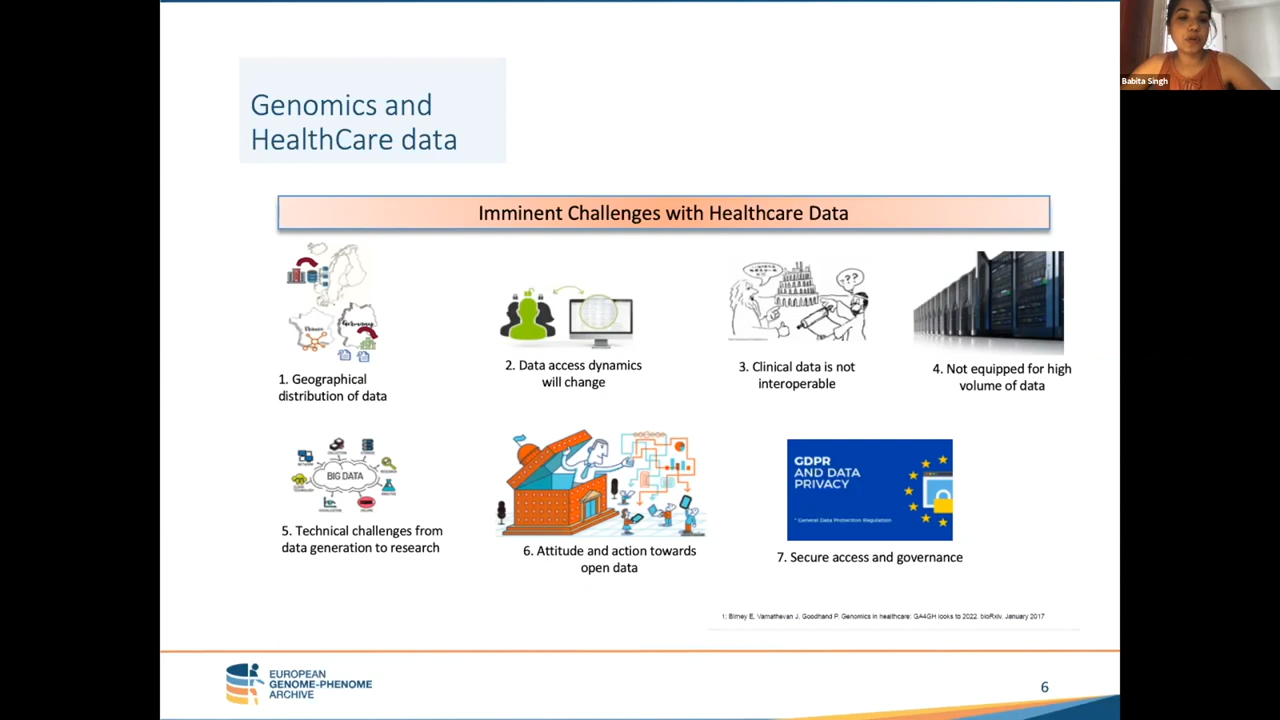 Babita Singh
Genomics and
HealthCare data
Imminent Challenges with Healthcare Data
France
Germany
???
1. Geographical
distribution of data
2. Data access dynamics
will change
3. Clinical data is not
interoperable
4. Not equipped for high
volume of data
BIG DATA
5. Technical challenges from
data generation to research
6. Attitude and action towards
open data
GDPR
AND DATA
PRIVACY
* General Data Protection Regulation
7. Secure access and governance
1; Birney E, Vamathevan J. Goodhand P. Genomics in healthcare: GA4GH looks to 2022. bioRxiv. January 2017
EUROPEAN
GENOME-PHENOME
ARCHIVE
6